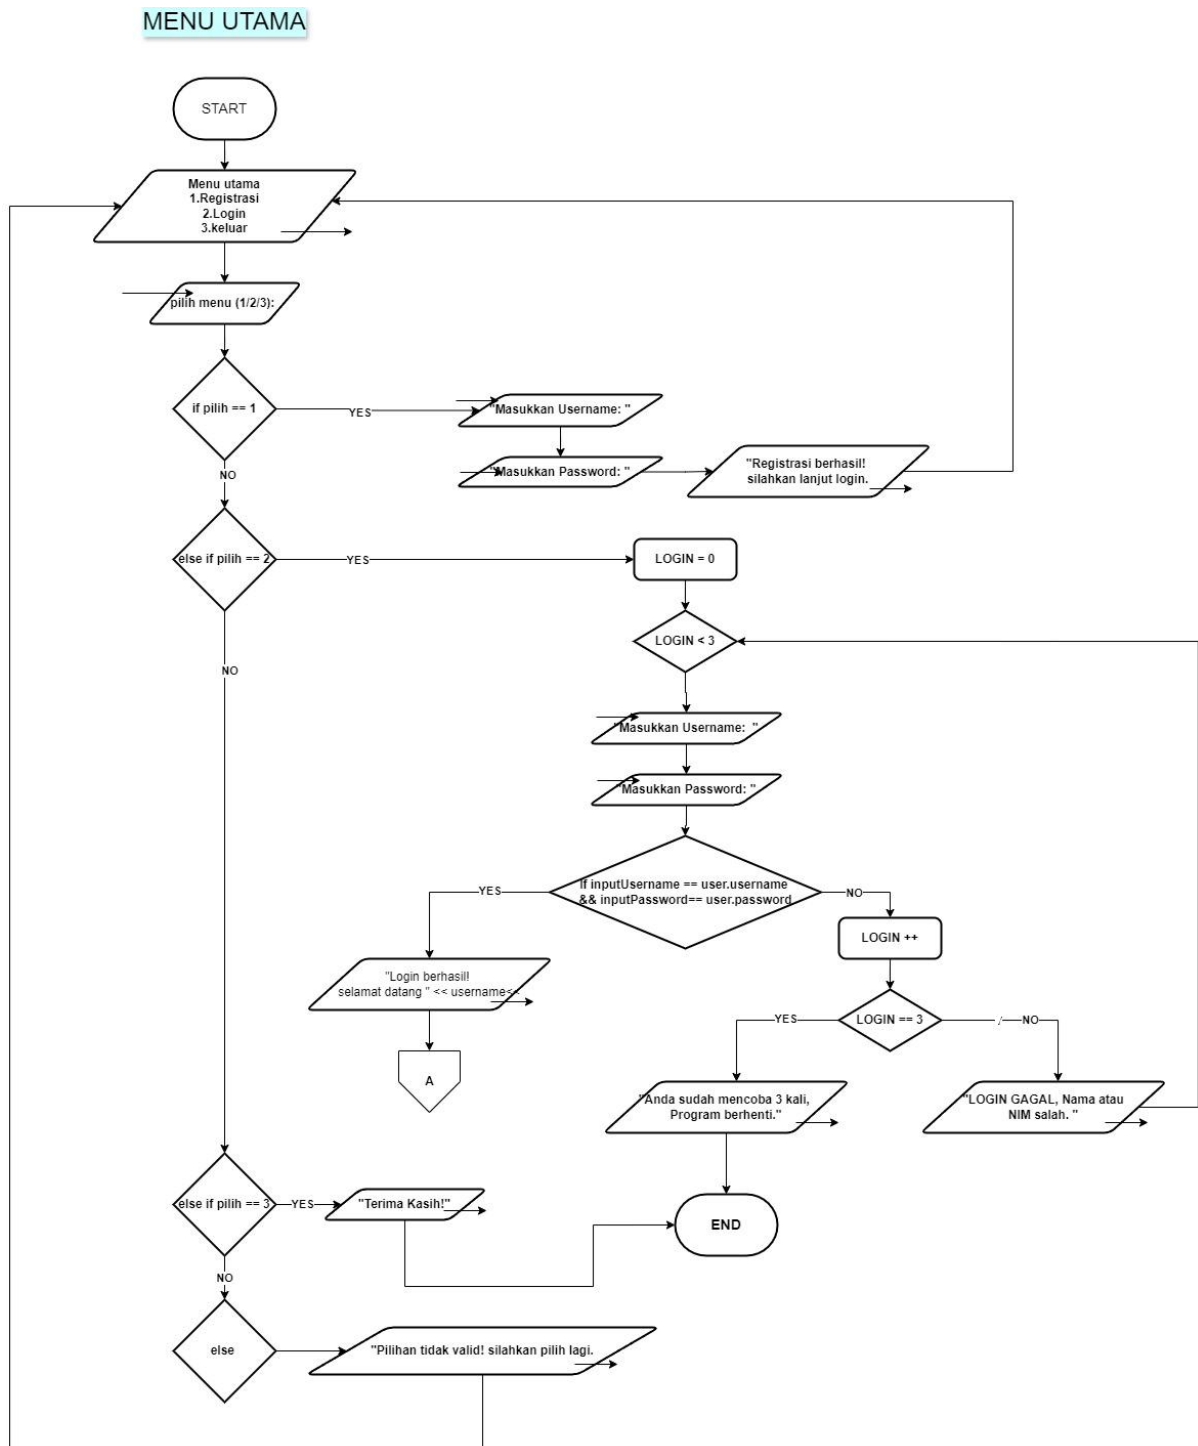 MENU UTAMA
START
Menu utama
1.Registrasi
2.Login
3.keluar
pilih menu (1/2/3):
if pilih == 1
YES
"Masukkan Username: "
"Masukkan Password: "
"Registrasi berhasil!
silahkan lanjut login.
NO
else if pilih == 2
YES
LOGIN = 0
LOGIN < 3
NO
"Masukkan Username:  "
"Masukkan Password: "
If inputUsername == user.username
&& inputPassword== user.password
YES
NO
LOGIN ++
"Login berhasil!
selamat datang " << username<<
LOGIN == 3
YES
/
NO
A
"Anda sudah mencoba 3 kali,
Program berhenti."
"LOGIN GAGAL, Nama atau
NIM salah. "
else if pilih == 3
YES
"Terima Kasih!"
END
NO
else
"Pilihan tidak valid! silahkan pilih lagi.